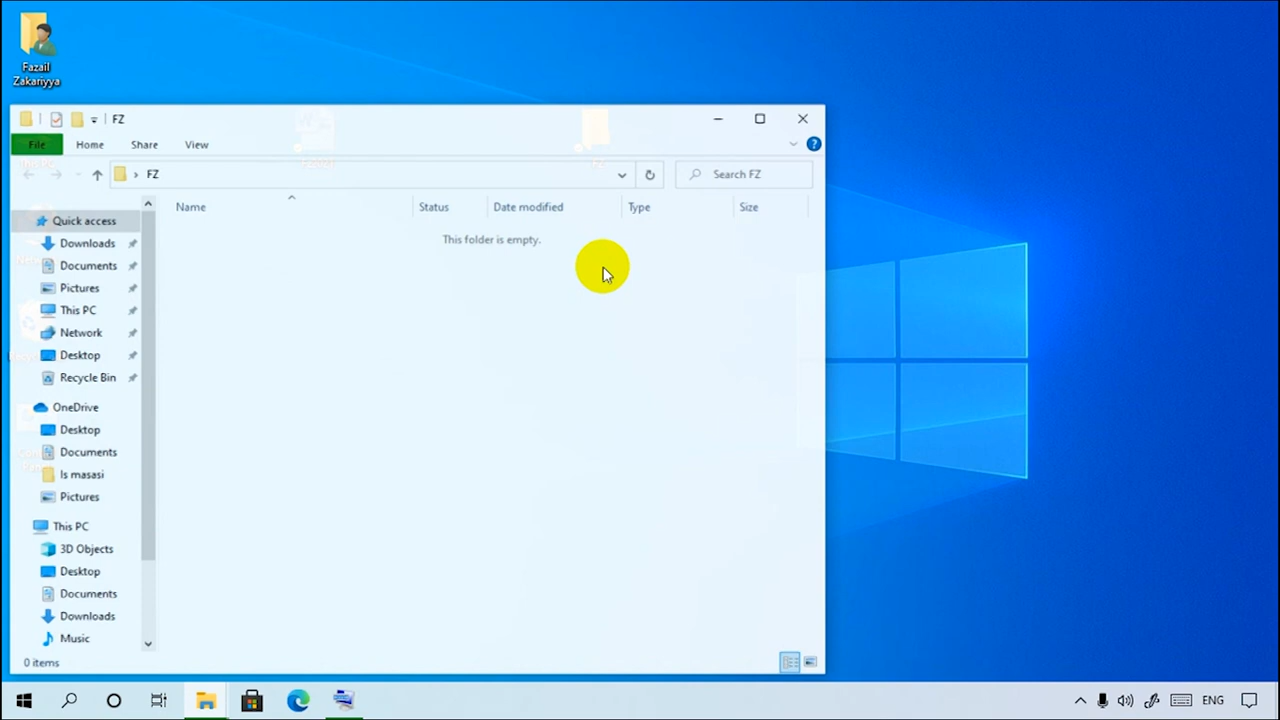 Fazail
Zakariyya
FZ
File
Home
Share
View
FZ
Search FZ
Name
Status
Date modified
Type
Size
This folder is empty.
Quick access
Downloads
Documents
Pictures
This PC
Network
Desktop
Recycle Bin
OneDrive
Desktop
Documents
Is masasi
Pictures
This PC
3D Objects
Desktop
Documents
Downloads
Music
0 items
ENG